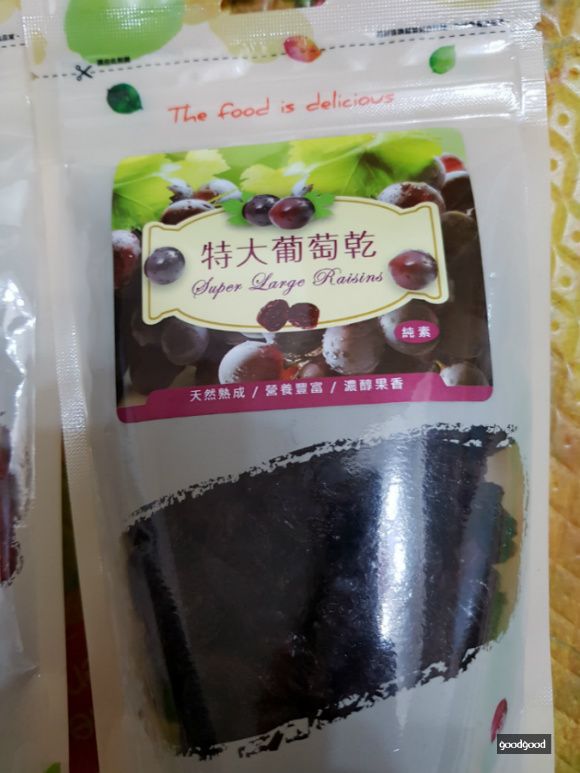 The food is delicious
特大葡萄乾
Super Large Raisins
純素
天然熟成 / 營養豐富 / 濃醇果香
goodgood